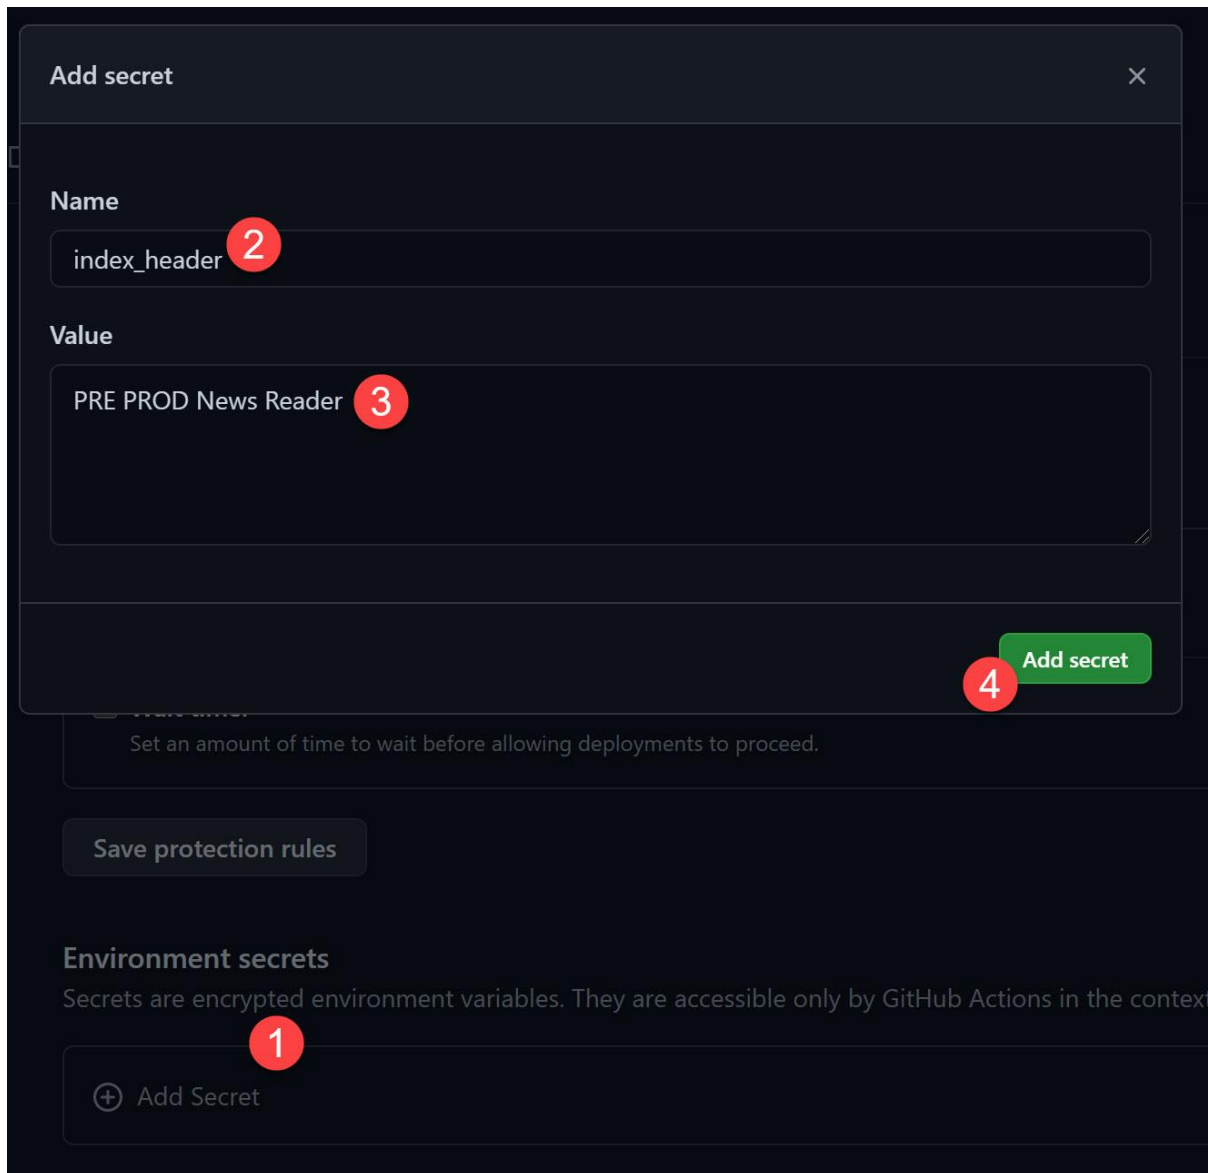 Add secret
Name
index_header 2
Value
PRE PROD News Reader 3
Add secret
4
Set an amount of time to wait before allowing deployments to proceed.
Save protection rules
Environment secrets
Secrets are encrypted environment variables. They are accessible only by GitHub Actions in the context
1
Add Secret